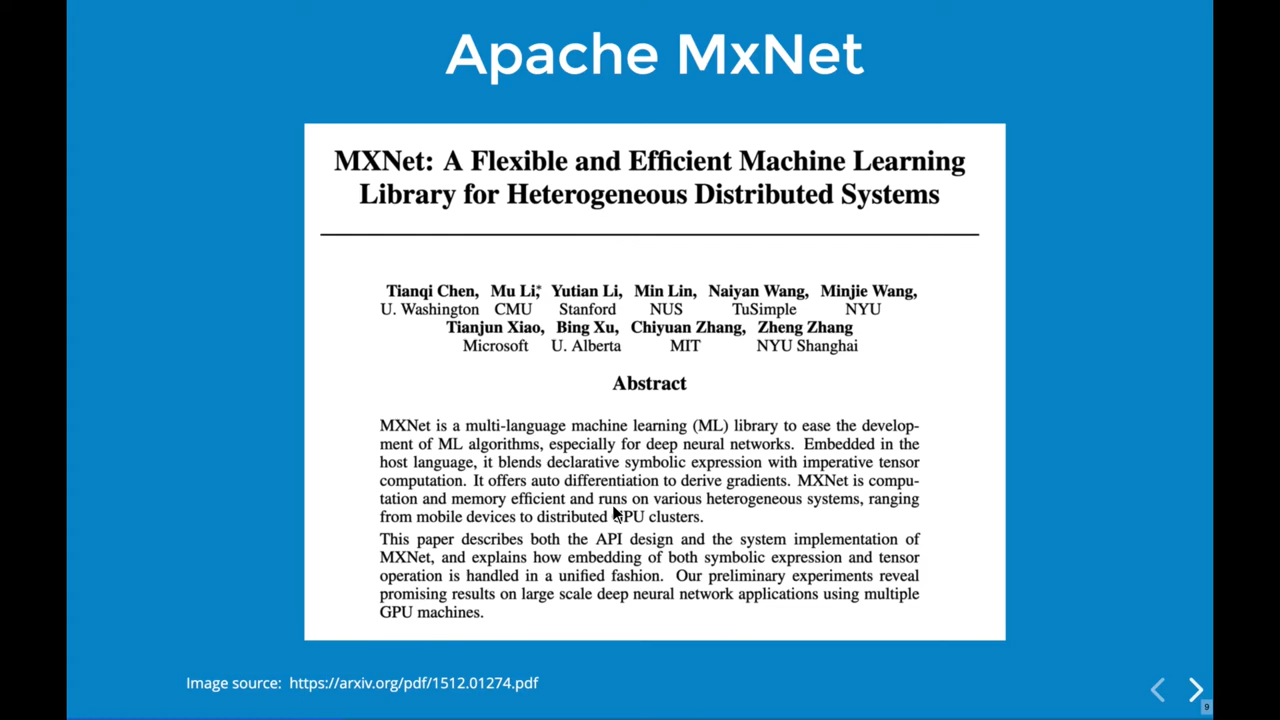 Apache MxNet
MXNet: A Flexible and Efficient Machine Learning
Library for Heterogeneous Distributed Systems
Tianqi Chen, Mu Li,* Yutian Li, Min Lin, Naiyan Wang, Minjie Wang,
U. Washington CMU Stanford NUS TuSimple NYU
Tianjun Xiao, Bing Xu, Chiyuan Zhang, Zheng Zhang
Microsoft U. Alberta MIT NYU Shanghai
Abstract
MXNet is a multi-language machine learning (ML) library to ease the develop-
ment of ML algorithms, especially for deep neural networks. Embedded in the
host language, it blends declarative symbolic expression with imperative tensor
computation. It offers auto differentiation to derive gradients. MXNet is compu-
tation and memory efficient and runs on various heterogeneous systems, ranging
from mobile devices to distributed GPU clusters.
This paper describes both the API design and the system implementation of
MXNet, and explains how embedding of both symbolic expression and tensor
operation is handled in a unified fashion. Our preliminary experiments reveal
promising results on large scale deep neural network applications using multiple
GPU machines.
Image source: https://arxiv.org/pdf/1512.01274.pdf
9